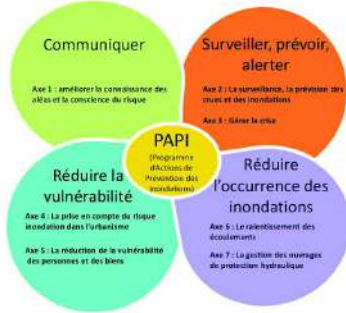 Communiquer
Axe 1 : améliorer la connaissance des
aléas et la conscience du risque
Surveiller, prévoir,
alerter
Axe 2 : La surveillance, la prévision des
crues et des inondations
Axe 3 : Gérer la crise
PAPI
(Programme
d'Actions de
Prévention des
Inondations)
Réduire la
vulnérabilité
Axe 4 : La prise en compte du risque
inondation dans l'urbanisme
Axe 5 : La réduction de la vulnérabilité
des personnes et des biens
Réduire
l'occurrence des
inondations
Axe 6 : Le ralentissement des
écoulements
Axe 7 : La gestion des ouvrages
de protection hydraulique